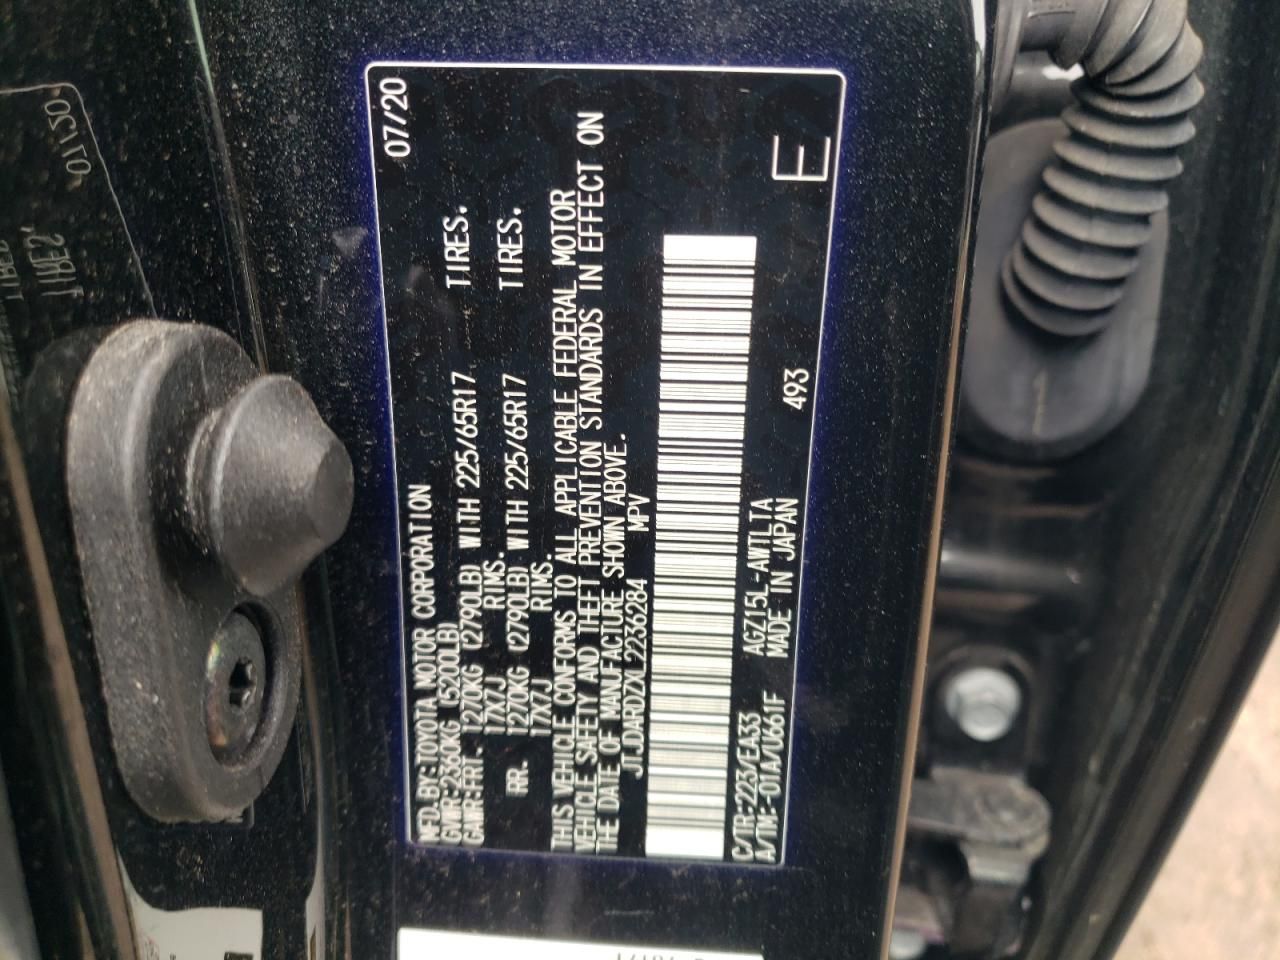 MFD.BY:TOYOTA MOTOR CORPORATION 07/20
GVWR:2360KG (5200LB)
GAWR:FRT. 1270KG (2790LB) WITH 225/65R17 TIRES.
17X7J RIMS.
RR. 1270KG (2790LB) WITH 225/65R17 TIRES.
17X7J RIMS.
THIS VEHICLE CONFORMS TO ALL APPLICABLE FEDERAL MOTOR
VEHICLE SAFETY AND THEFT PREVENTION STANDARDS IN EFFECT ON
THE DATE OF MANUFACTURE SHOWN ABOVE.
JTJDARDZXL2236284 MPV
C/TR:223/EA33 AGZ15L-AWTLTA
A/TM:-01A/U661F MADE IN JAPAN 493 E